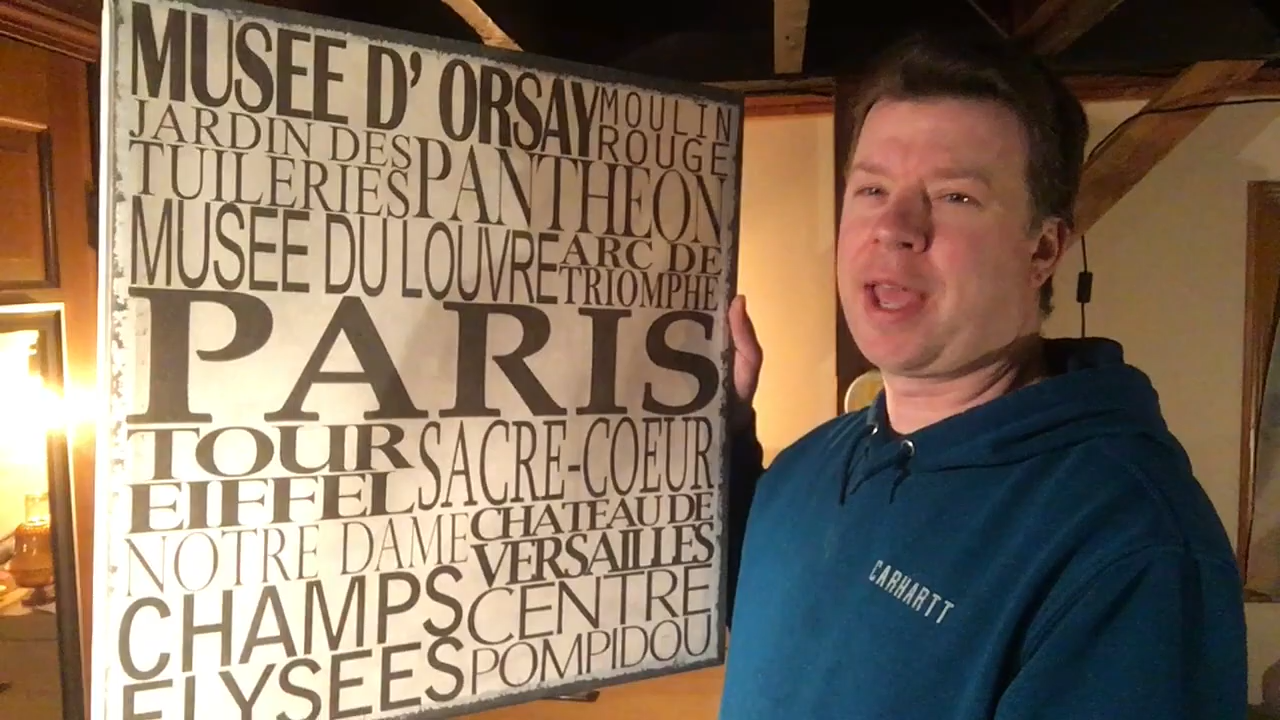 MUSEE D' ORSAY
MOULIN
ROUGE
JARDIN DES
TUILERIES
PANTHEON
MUSEE DU LOUVRE
ARC DE
TRIOMPHE
PARIS
TOUR
EIFFEL
SACRE-COEUR
NOTRE DAME
CHATEAU DE
VERSAILLES
CHAMPS
ELYSEES
CENTRE
POMPIDOU
CARHARTT